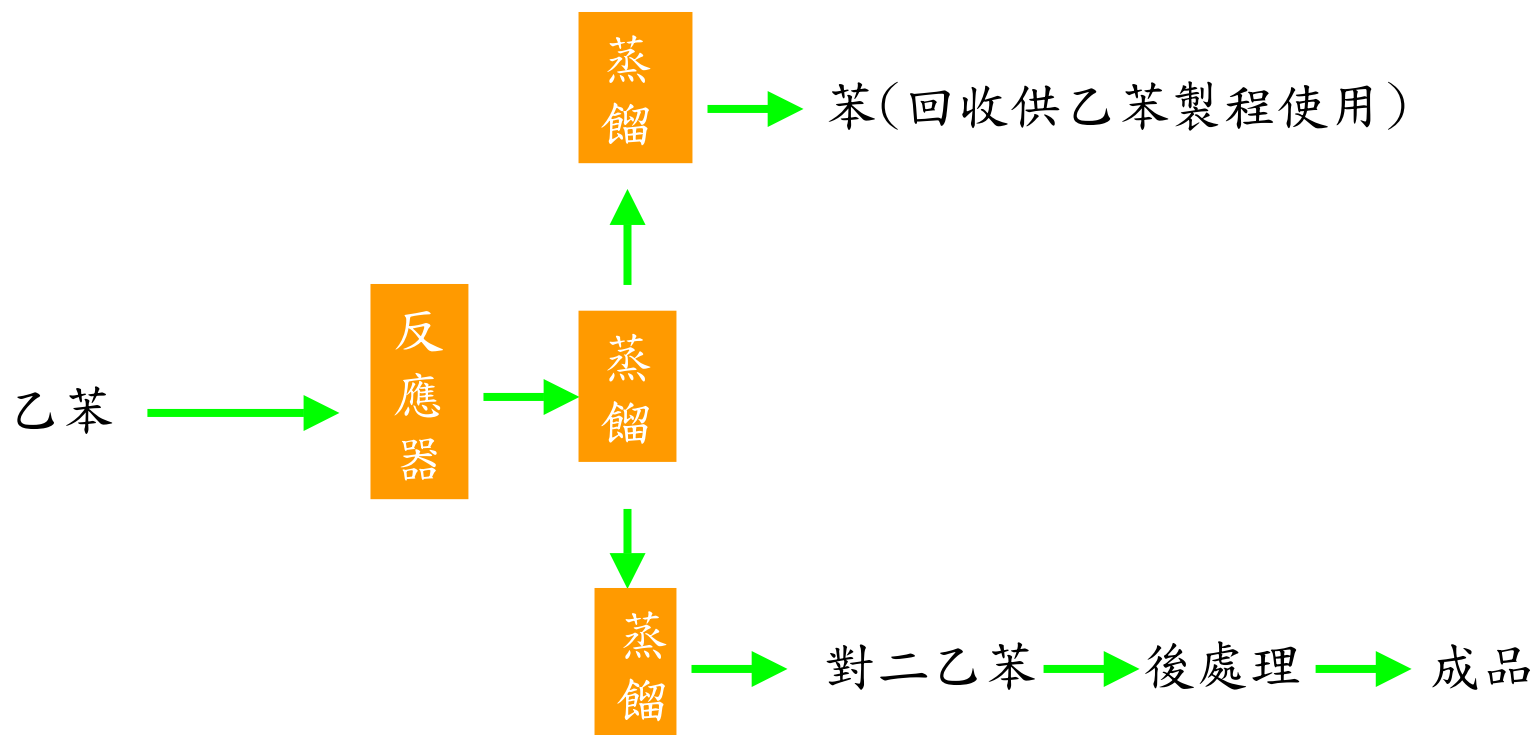 乙苯
反應器
蒸餾
蒸餾
苯(回收供乙苯製程使用)
蒸餾
對二乙苯
後處理
成品